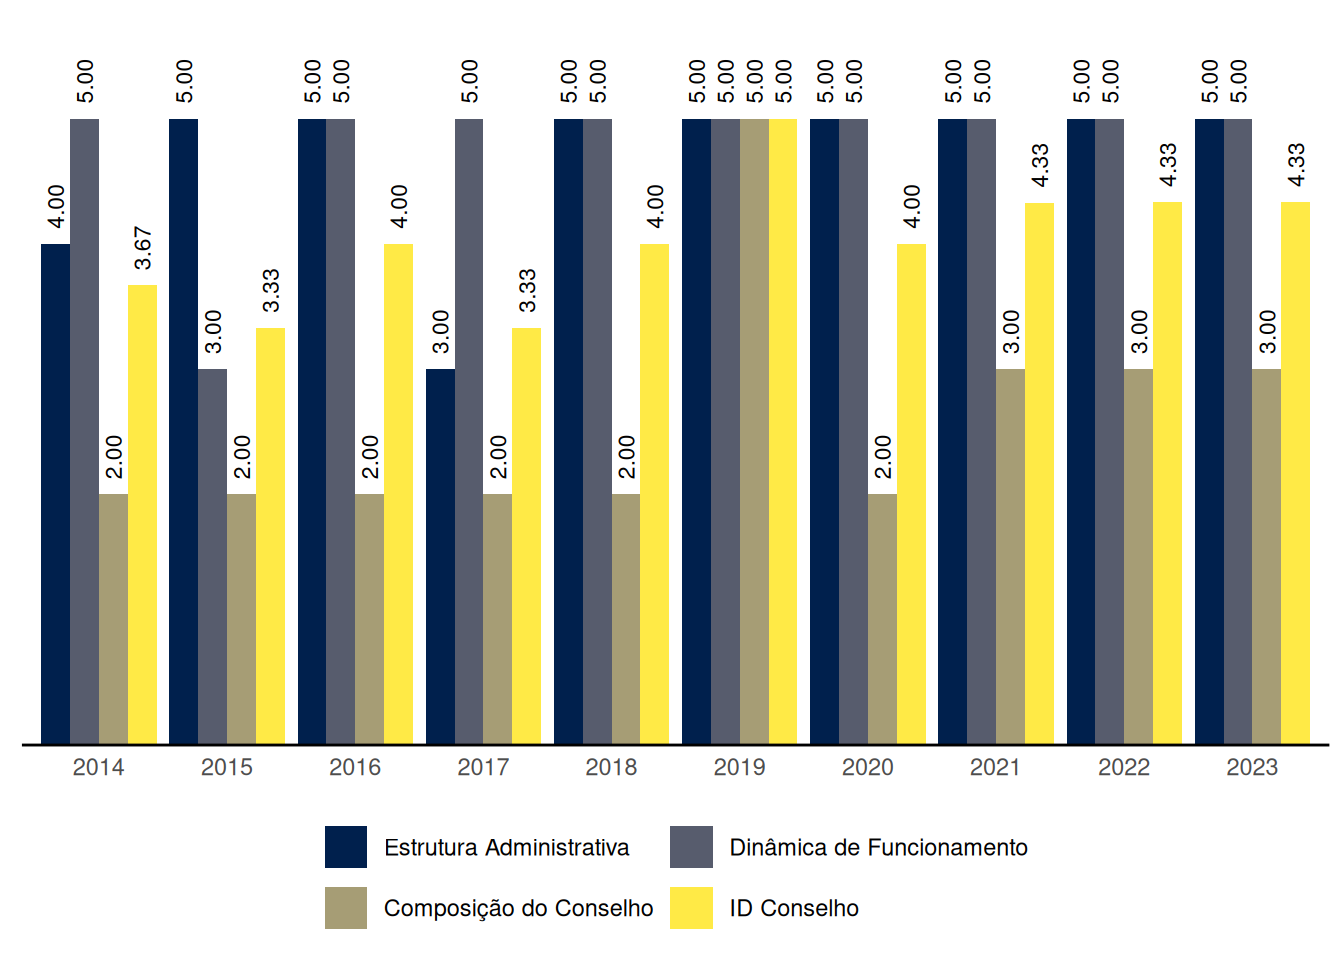 4.00 5.00 2.00 3.67 5.00 3.00 2.00 3.33 5.00 5.00 2.00 4.00 3.00 5.00 2.00 3.33 5.00 5.00 2.00 4.00 5.00 5.00 5.00 5.00 5.00 5.00 2.00 4.00 5.00 5.00 3.00 4.33 5.00 5.00 3.00 4.33 5.00 5.00 3.00 4.33
2014 2015 2016 2017 2018 2019 2020 2021 2022 2023
Estrutura Administrativa Dinâmica de Funcionamento
Composição do Conselho ID Conselho